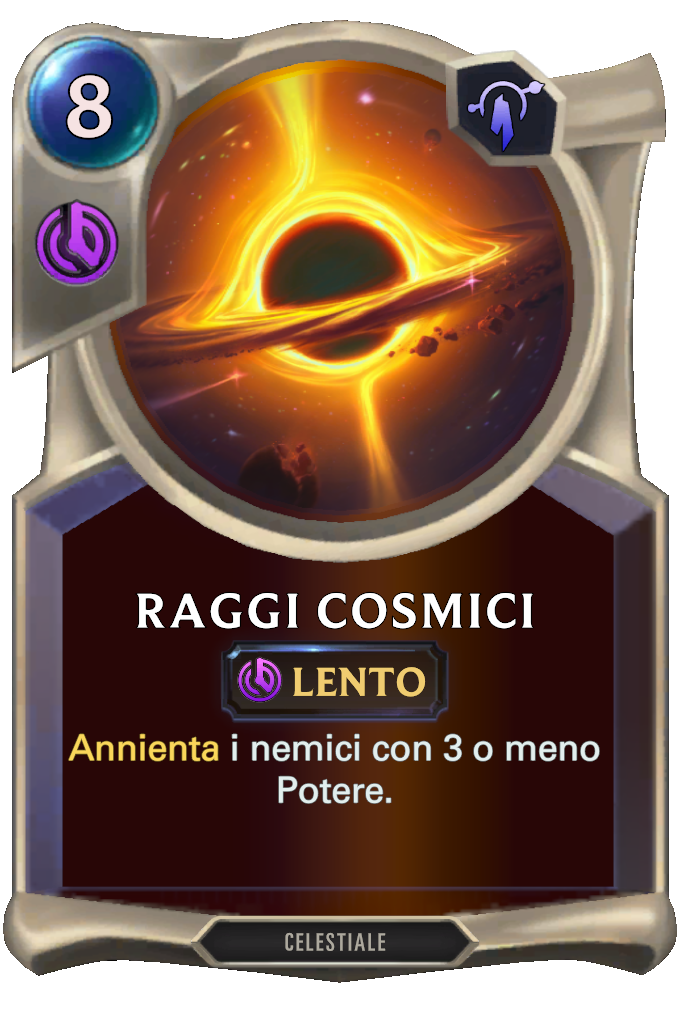 8
RAGGI COSMICI
LENTO
Annienta i nemici con 3 o meno
Potere.
CELESTIALE